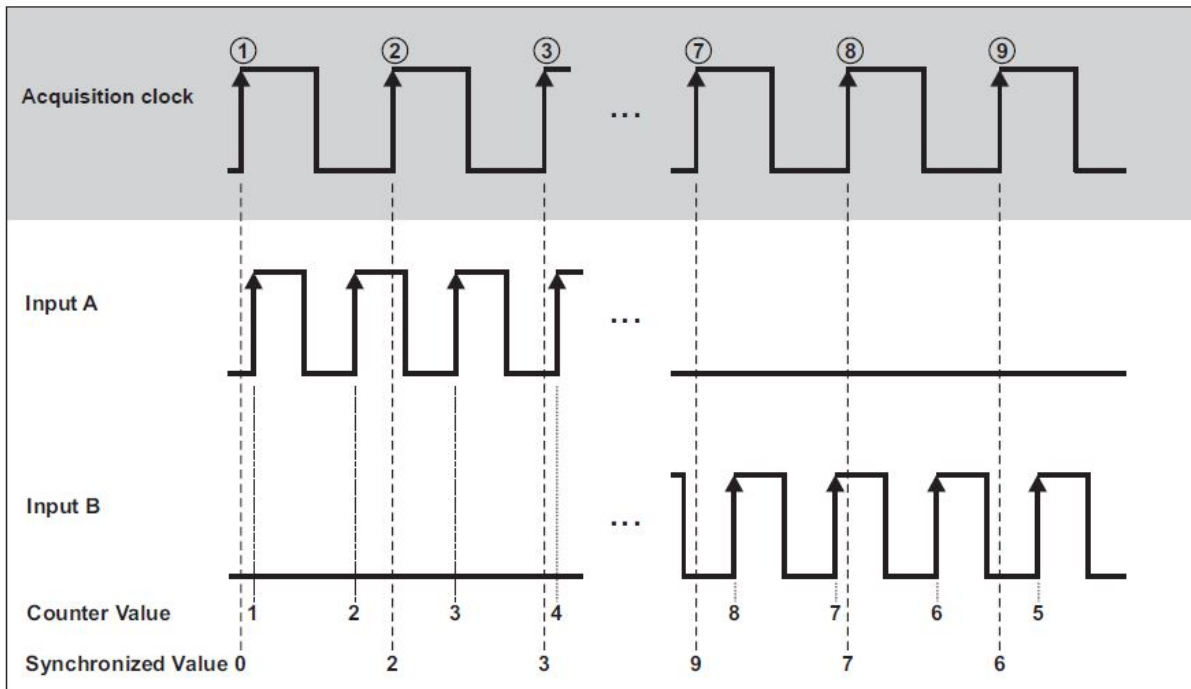 ① ② ③ ⑦ ⑧ ⑨
Acquisition clock
...
Input A
...
Input B
...
Counter Value 1 2 3 4 8 7 6 5
Synchronized Value 0 2 3 9 7 6